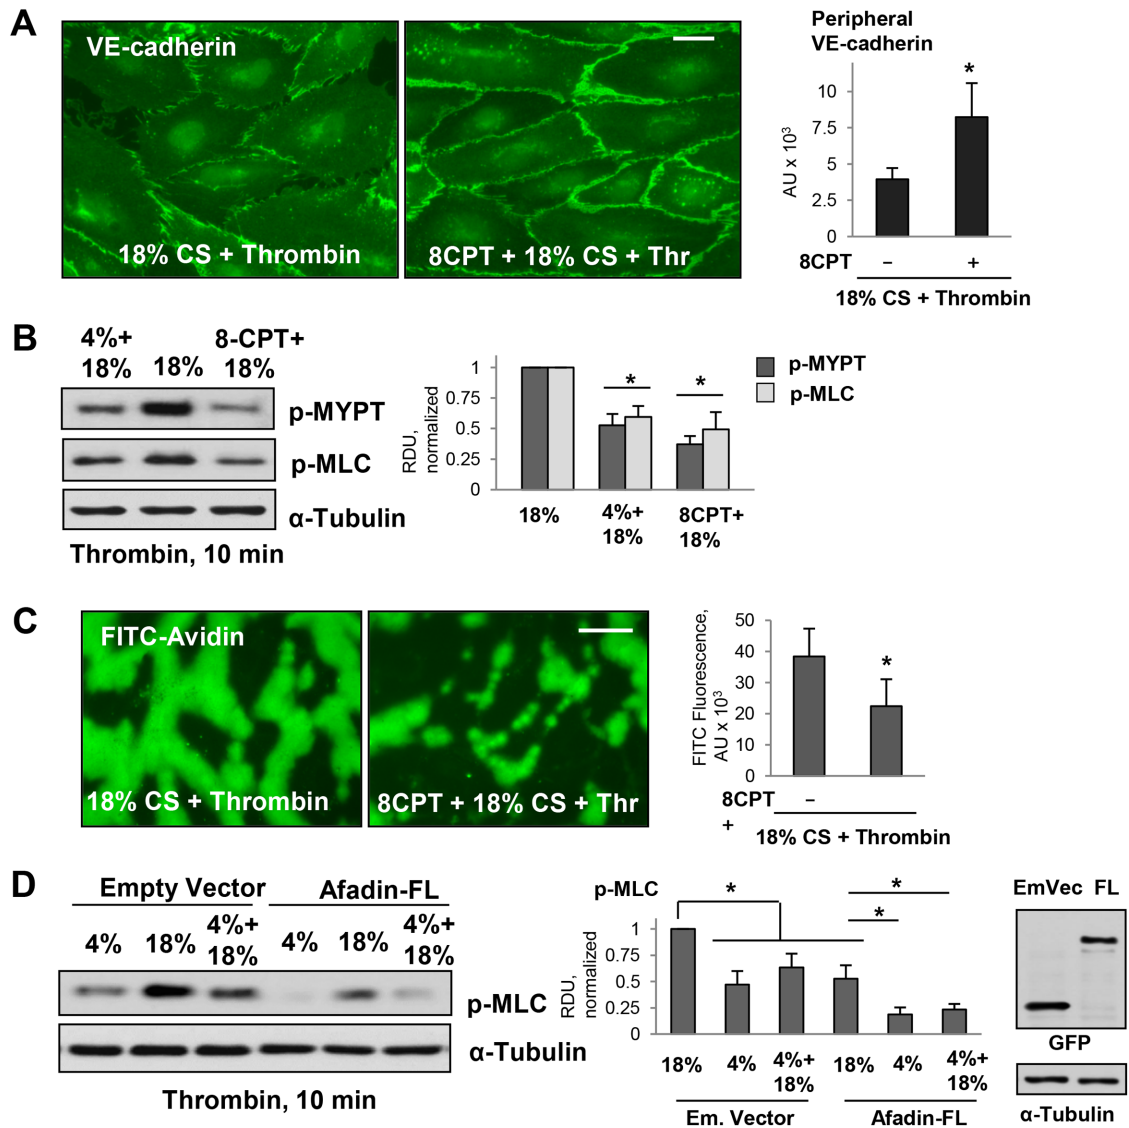 A
VE-cadherin
18% CS + Thrombin
8CPT + 18% CS + Thr
Peripheral
VE-cadherin
AU x 10³
10
7.5
5
2.5
0
*
8CPT
–
+
18% CS + Thrombin
B
4%+
18%
18%
8-CPT+
18%
p-MYPT
p-MLC
α-Tubulin
Thrombin, 10 min
RDU,
normalized
1
0.75
0.5
0.25
0
*
*
p-MYPT
p-MLC
18%
4%+
18%
8CPT+
18%
C
FITC-Avidin
18% CS + Thrombin
8CPT + 18% CS + Thr
FITC Fluorescence,
AU x 10³
50
40
30
20
10
0
*
8CPT
–
+
18% CS + Thrombin
D
Empty Vector
Afadin-FL
4%
18%
4%+
18%
4%
18%
4%+
18%
p-MLC
α-Tubulin
Thrombin, 10 min
p-MLC
RDU,
normalized
1
0.75
0.5
0.25
0
*
*
*
18%
4%
4%+
18%
18%
4%
4%+
18%
Em. Vector
Afadin-FL
EmVec
FL
GFP
α-Tubulin